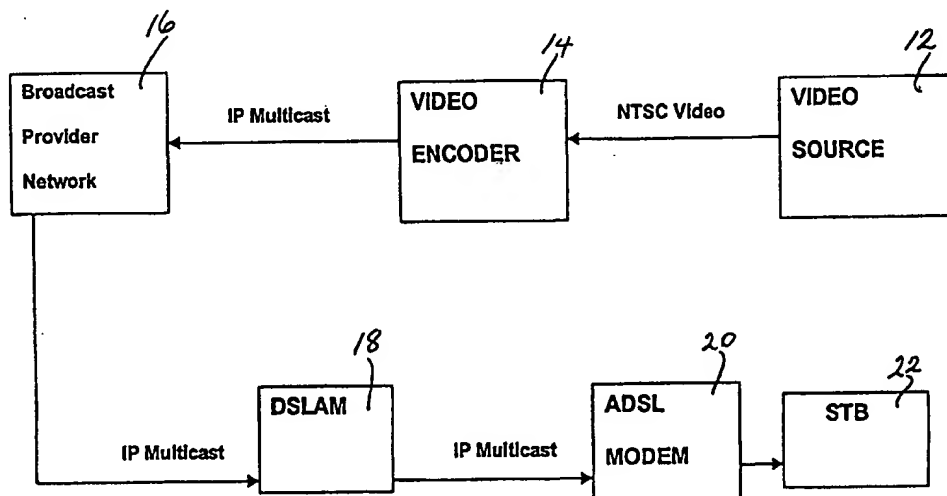 16
14
12
Broadcast
Provider
Network
IP Multicast
VIDEO
ENCODER
NTSC Video
VIDEO
SOURCE
18
20
22
DSLAM
ADSL
MODEM
STB
IP Multicast
IP Multicast